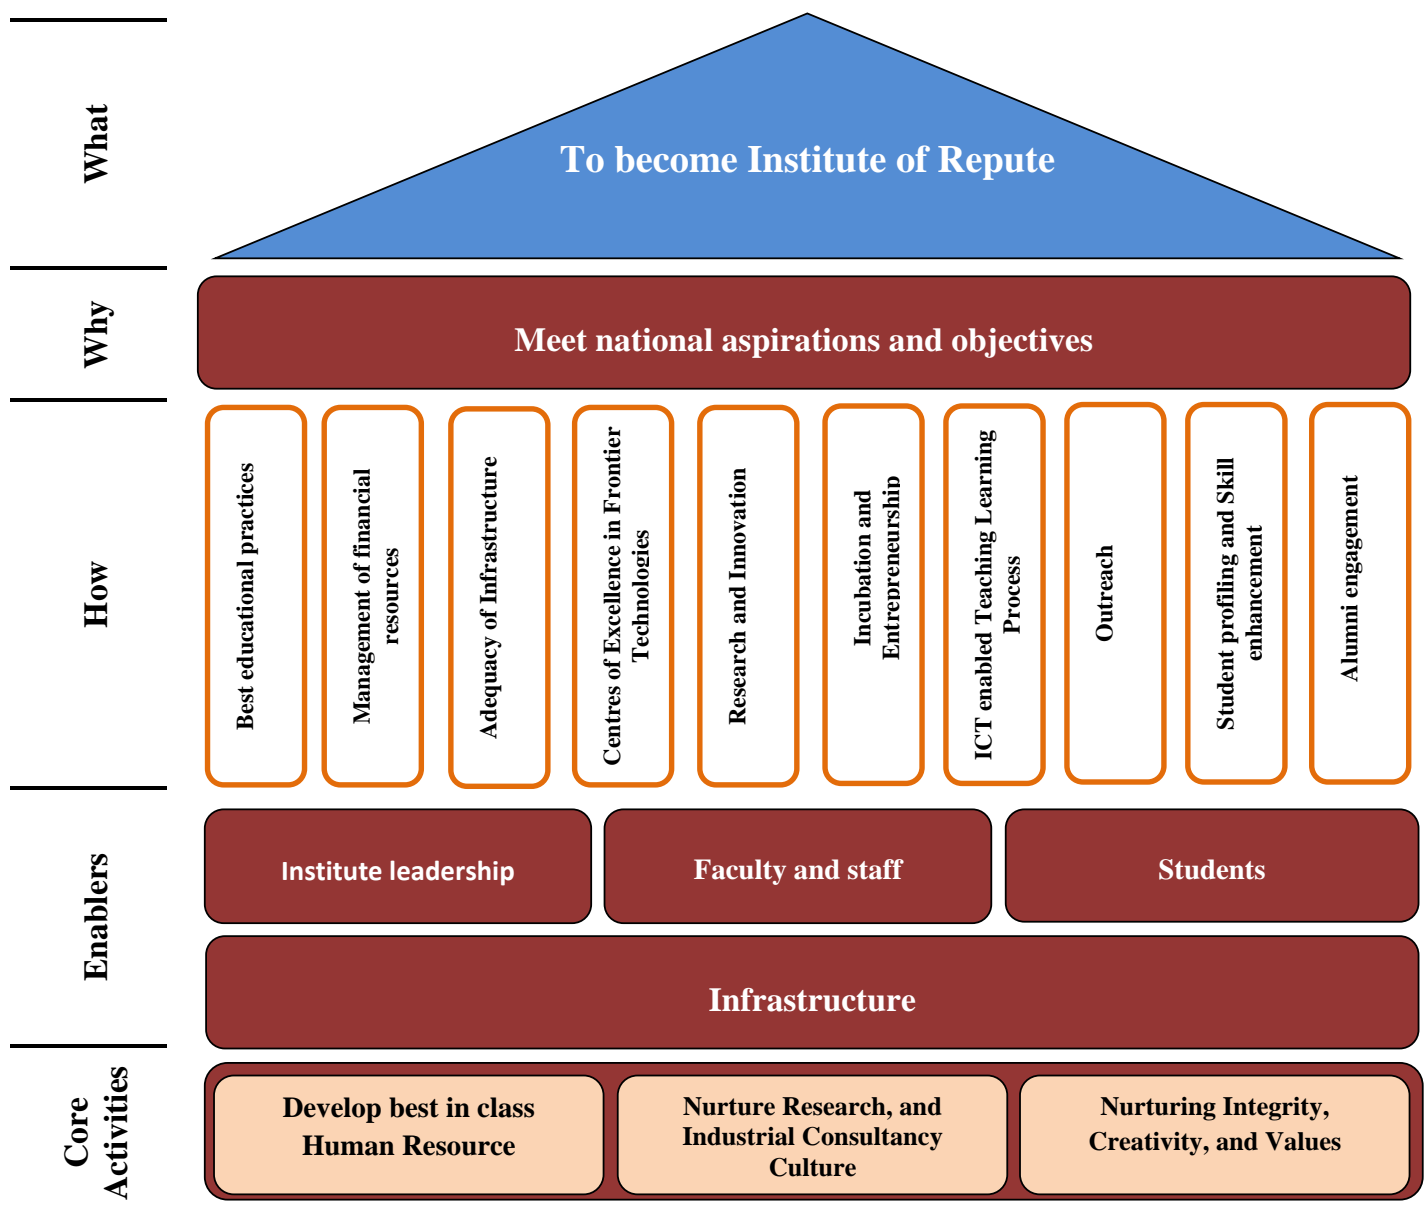 What
To become Institute of Repute
Why
Meet national aspirations and objectives
How
Best educational practices
Management of financial
resources
Adequacy of Infrastructure
Centres of Excellence in Frontier
Technologies
Research and Innovation
Incubation and
Entrepreneurship
ICT enabled Teaching Learning
Process
Outreach
Student profiling and Skill
enhancement
Alumni engagement
Enablers
Institute leadership
Faculty and staff
Students
Infrastructure
Core
Activities
Develop best in class
Human Resource
Nurture Research, and
Industrial Consultancy
Culture
Nurturing Integrity,
Creativity, and Values